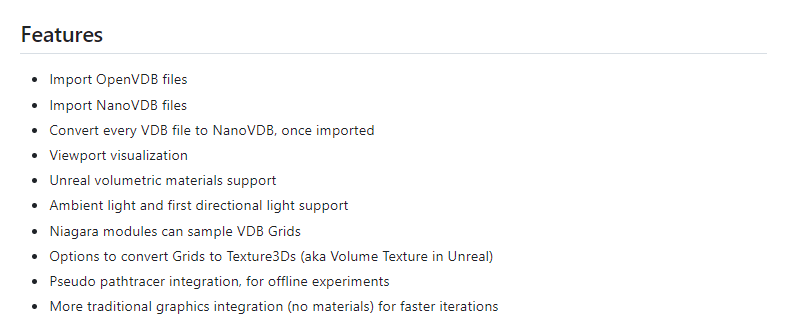 Features
Import OpenVDB files
Import NanoVDB files
Convert every VDB file to NanoVDB, once imported
Viewport visualization
Unreal volumetric materials support
Ambient light and first directional light support
Niagara modules can sample VDB Grids
Options to convert Grids to Texture3Ds (aka Volume Texture in Unreal)
Pseudo pathtracer integration, for offline experiments
More traditional graphics integration (no materials) for faster iterations